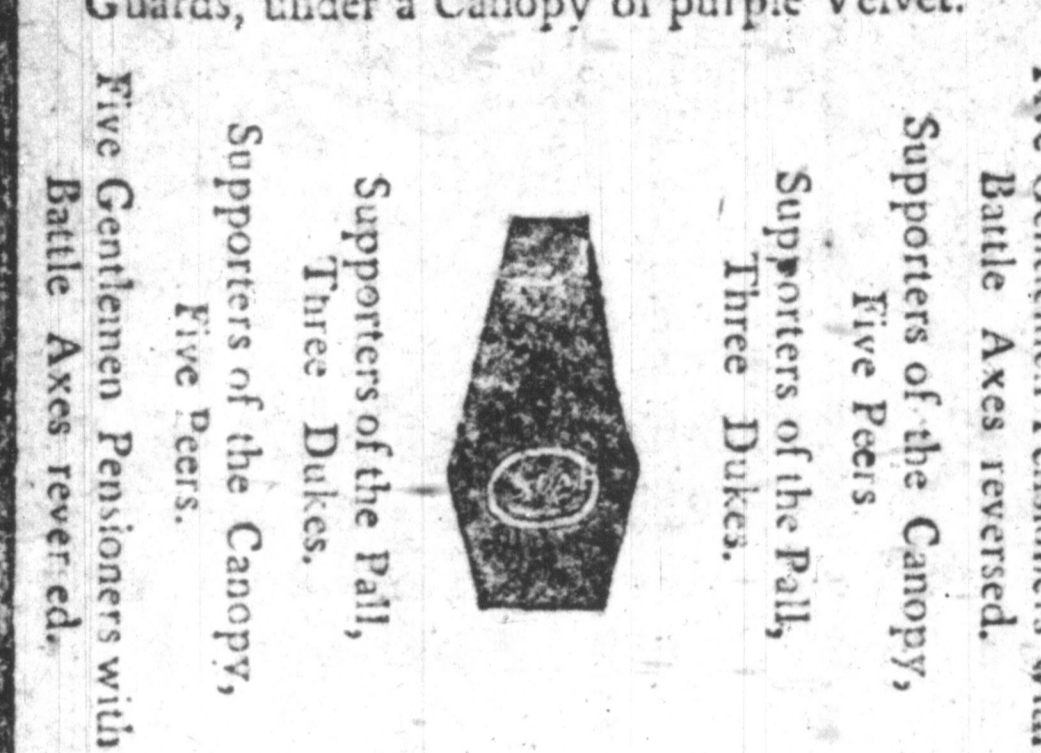 Guards, under a Canopy of purple Velvet.
Five Gentlemen Pensioners with
Battle Axes rever ed.
Supporters of the Canopy,
Five Peers.
Supporters of the Pall,
Three Dukes.
Supporters of the Pall,
Three Dukes.
Supporters of the Canopy,
Five Peers
Battle Axes reversed.